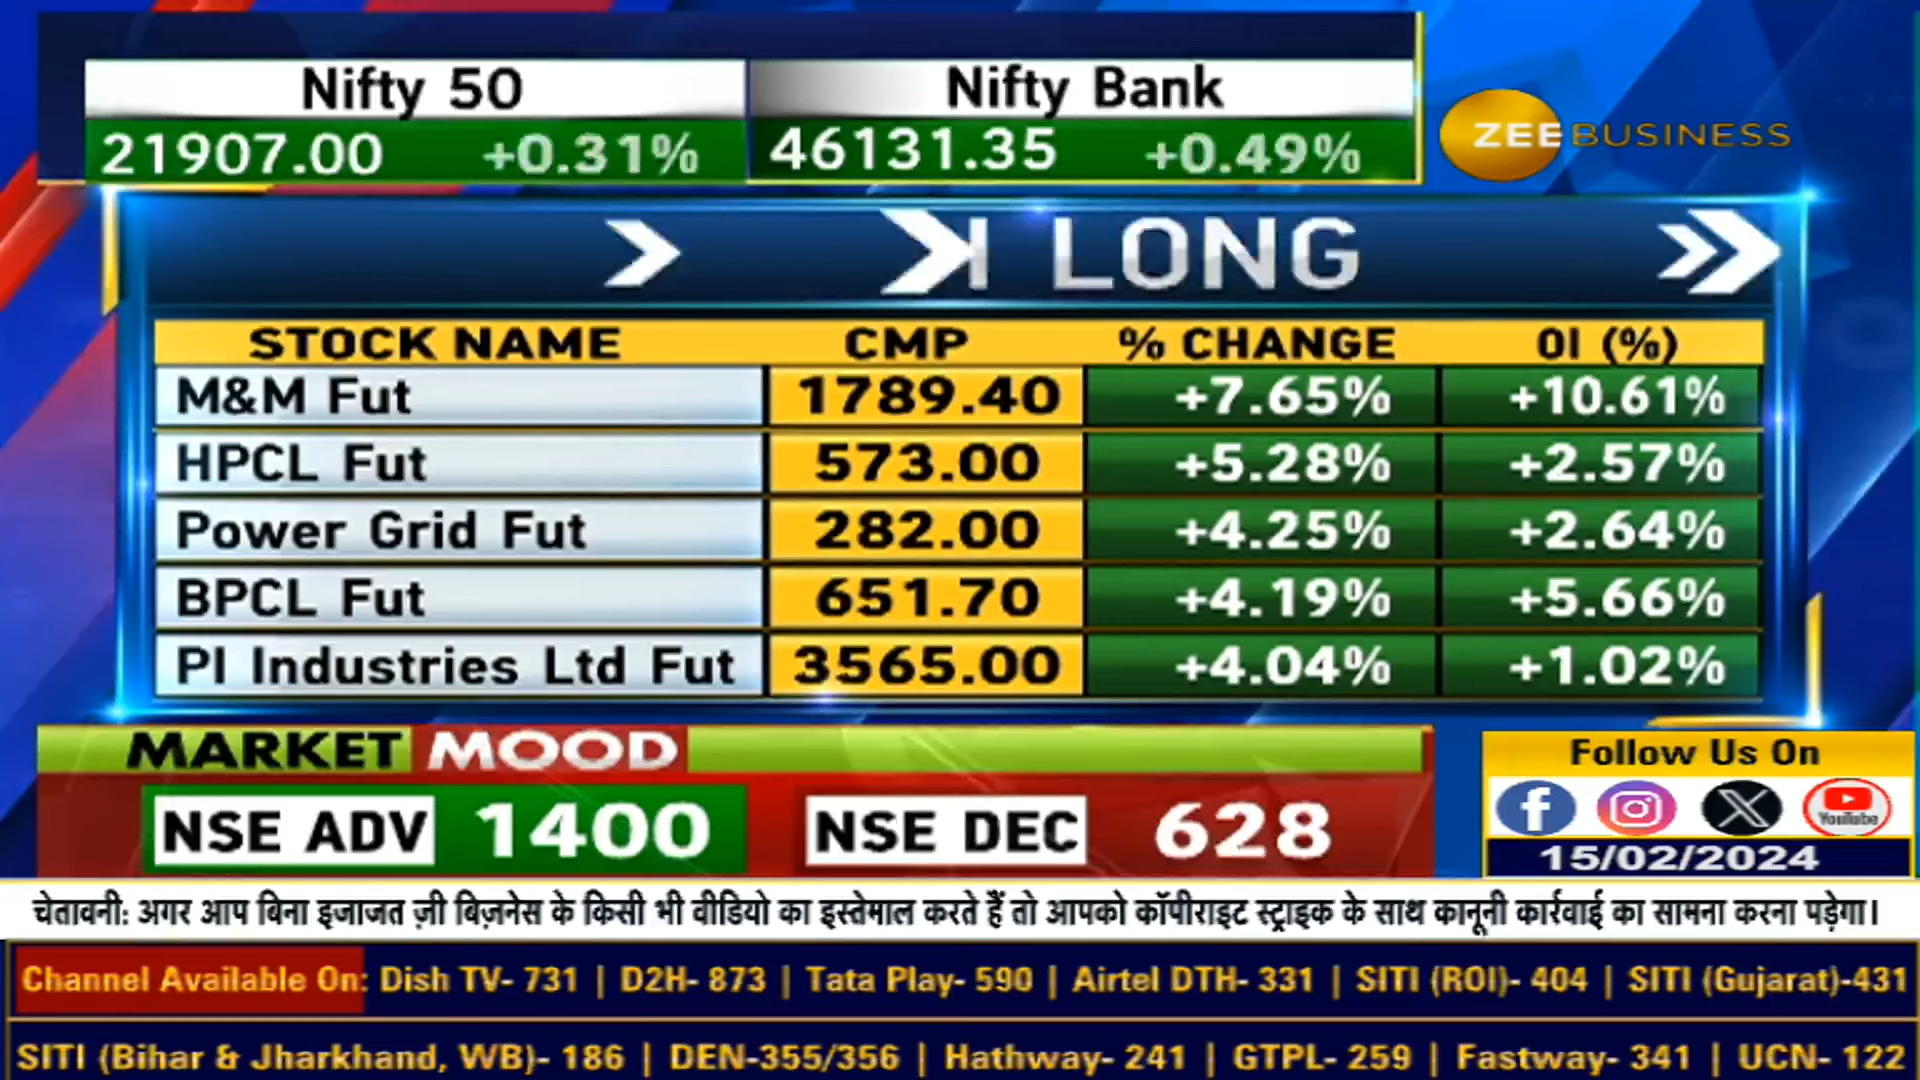 Nifty 50 Nifty Bank
21907.00 +0.31% 46131.35 +0.49%
ZEE BUSINESS
LONG
STOCK NAME CMP % CHANGE OI (%)
M&M Fut 1789.40 +7.65% +10.61%
HPCL Fut 573.00 +5.28% +2.57%
Power Grid Fut 282.00 +4.25% +2.64%
BPCL Fut 651.70 +4.19% +5.66%
PI Industries Ltd Fut 3565.00 +4.04% +1.02%
MARKET MOOD
NSE ADV 1400 NSE DEC 628
Follow Us On
YouTube
15/02/2024
चेतावनी: अगर आप बिना इजाजत ज़ी बिज़नेस के किसी भी वीडियो का इस्तेमाल करते हैं तो आपको कॉपीराइट स्ट्राइक के साथ कानूनी कार्रवाई का सामना करना पड़ेगा।
Channel Available On: Dish TV- 731 | D2H- 873 | Tata Play- 590 | Airtel DTH- 331 | SITI (ROI)- 404 | SITI (Gujarat)-431
SITI (Bihar & Jharkhand, WB)- 186 | DEN-355/356 | Hathway- 241 | GTPL- 259 | Fastway- 341 | UCN- 122